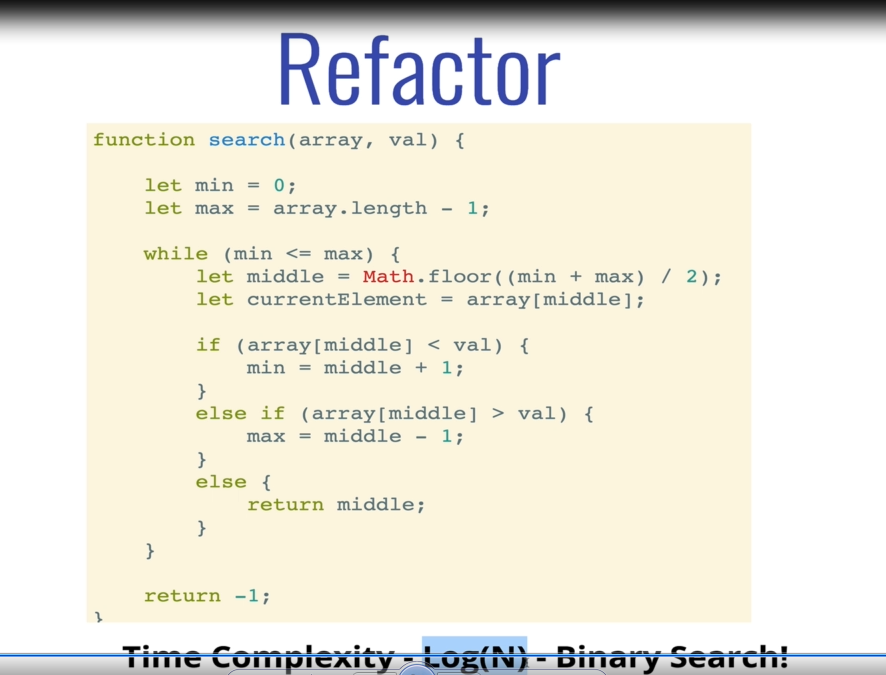 Refactor
function search(array, val) {
let min = 0;
let max = array.length - 1;
while (min <= max) {
let middle = Math.floor((min + max) / 2);
let currentElement = array[middle];
if (array[middle] < val) {
min = middle + 1;
}
else if (array[middle] > val) {
max = middle - 1;
}
else {
return middle;
}
}
return -1;
}
Time Complexity - Log(N) - Binary Search!